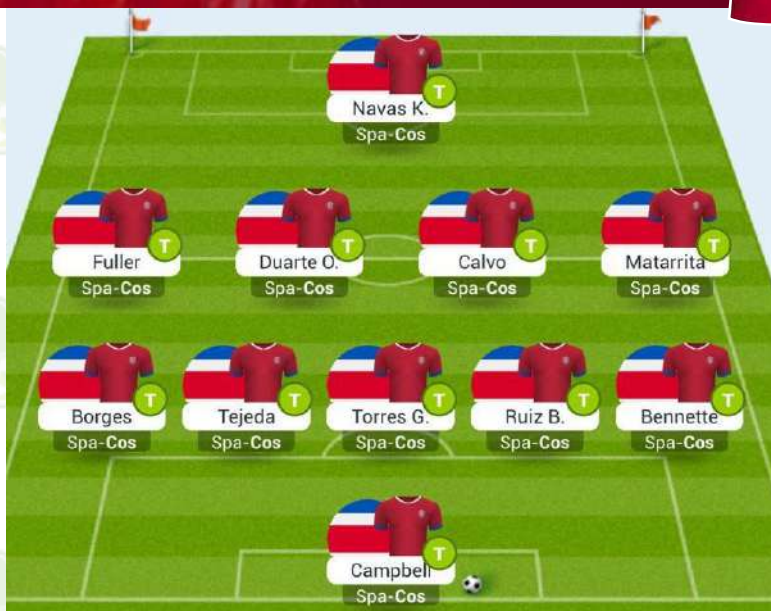 T
Navas K.
Spa-Cos
T T T T
Fuller Duarte O. Calvo Matarrita
Spa-Cos Spa-Cos Spa-Cos Spa-Cos
T T T T T
Borges Tejeda Torres G. Ruiz B. Bennette
Spa-Cos Spa-Cos Spa-Cos Spa-Cos Spa-Cos
T
Campbell
Spa-Cos